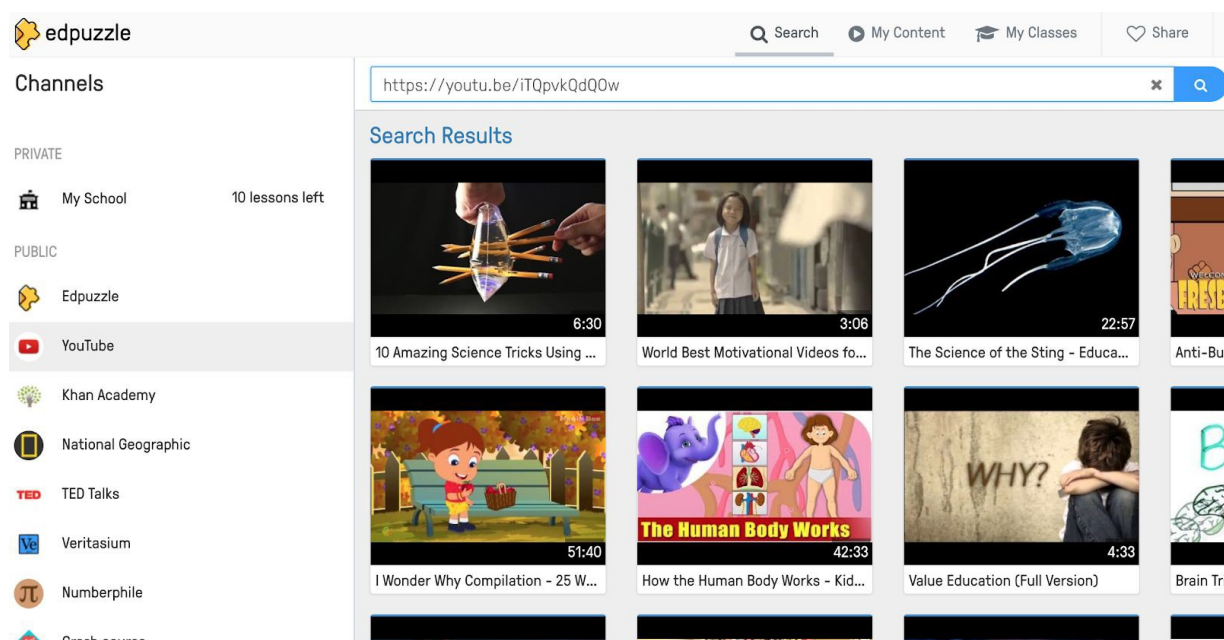 edpuzzle
Search
My Content
My Classes
Share
Channels
https://youtu.be/iTQpvkQdQOw
PRIVATE
My School
10 lessons left
PUBLIC
Edpuzzle
YouTube
Khan Academy
National Geographic
TED
TED Talks
Ve
Veritasium
π
Numberphile
Search Results
6:30
10 Amazing Science Tricks Using ...
3:06
World Best Motivational Videos fo...
22:57
The Science of the Sting - Educa...
Anti-Bu
51:40
I Wonder Why Compilation - 25 W...
The Human Body Works
42:33
How the Human Body Works - Kid...
WHY?
4:33
Value Education (Full Version)
Brain Tr